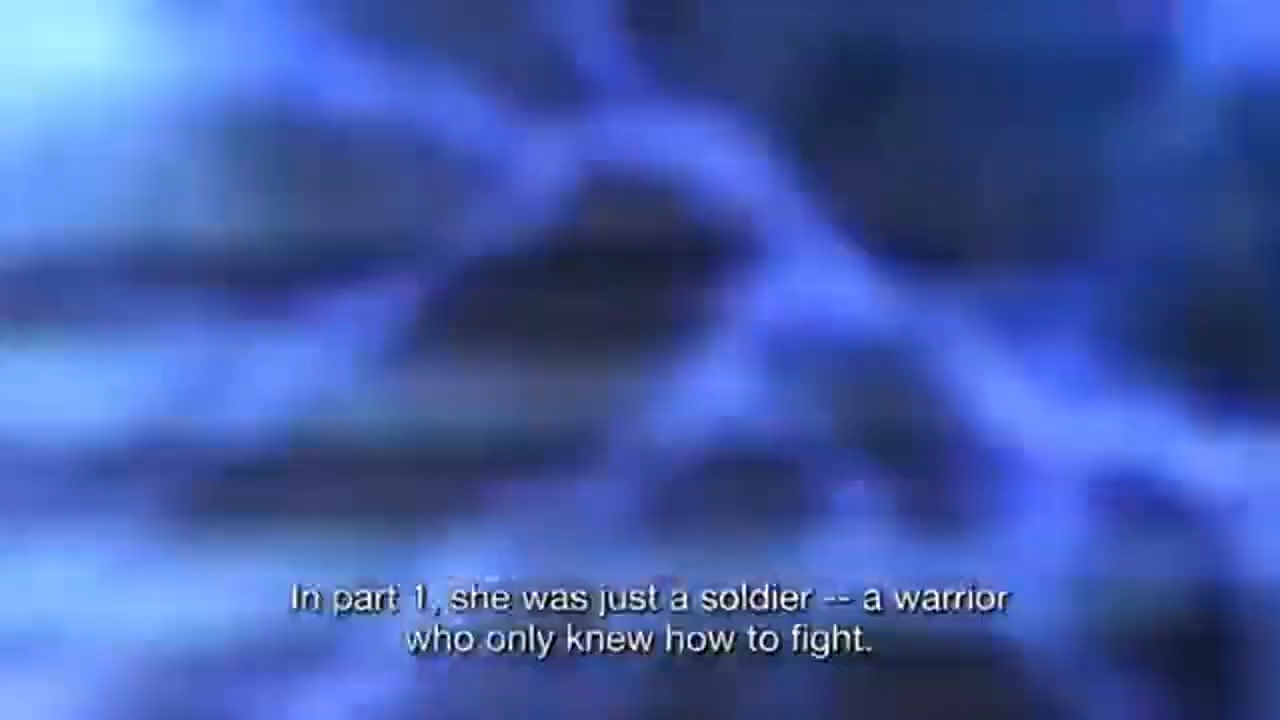 In part 1, she was just a soldier -- a warrior
who only knew how to fight.